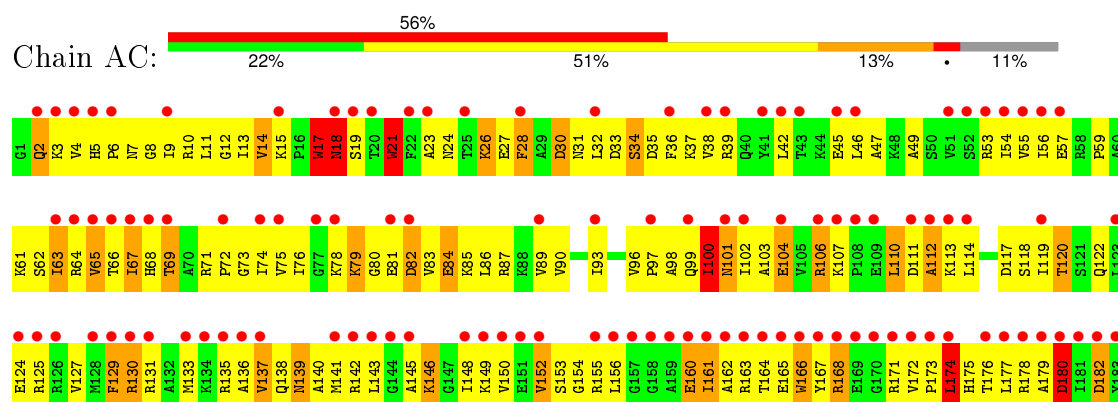 56%
Chain AC:
22% 51% 13% • 11%
G1 Q2 K3 V4 H5 P6 N7 G8 I9 R10 L11 G12 I13 V14 K15 P16 W17 N18 S19 T20 W21 F22 A23 N24 T25 K26 E27 F28 A29 D30 N31 L32 D33 S34 D35 F36 K37 V38 R39 Q40 Y41 L42 T43 K44 E45 L46 A47 K48 A49 S50 V51 S52 R53 I54 V55 I56 E57 R58 P59
K61 S62 I63 R64 V65 T66 I67 H68 T69 A70 R71 P72 G73 I74 V75 I76 G77 K78 K79 G80 E81 D82 V83 E84 K85 L86 R87 K88 V89 V90 I93 V96 P97 A98 Q99 I100 N101 I102 A103 E104 V105 R106 K107 P108 E109 L110 D111 A112 K113 L114 D117 S118 I119 T120 S121 Q122
E124 R125 R126 V127 M128 F129 R130 R131 A132 M133 K134 R135 A136 V137 Q138 N139 A140 M141 R142 L143 G144 A145 K146 G147 I148 K149 V150 E151 V152 S153 G154 R155 L156 G157 G158 A159 E160 I161 A162 R163 T164 E165 W166 Y167 R168 E169 G170 R171 V172 P173 L174 H175 T176 L177 R178 A179 D180 I181 D182